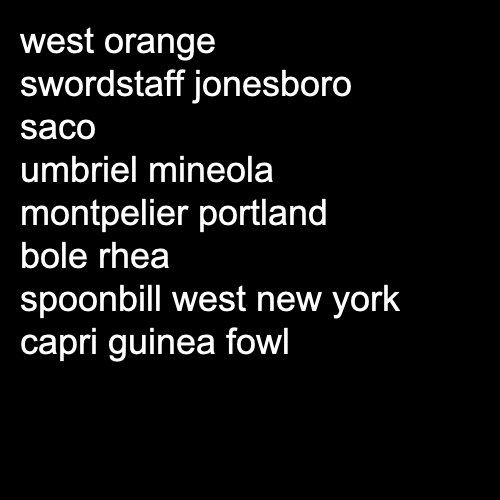 west orange
swordstaff jonesboro
saco
umbriel mineola
montpelier portland
bole rhea
spoonbill west new york
capri guinea fowl